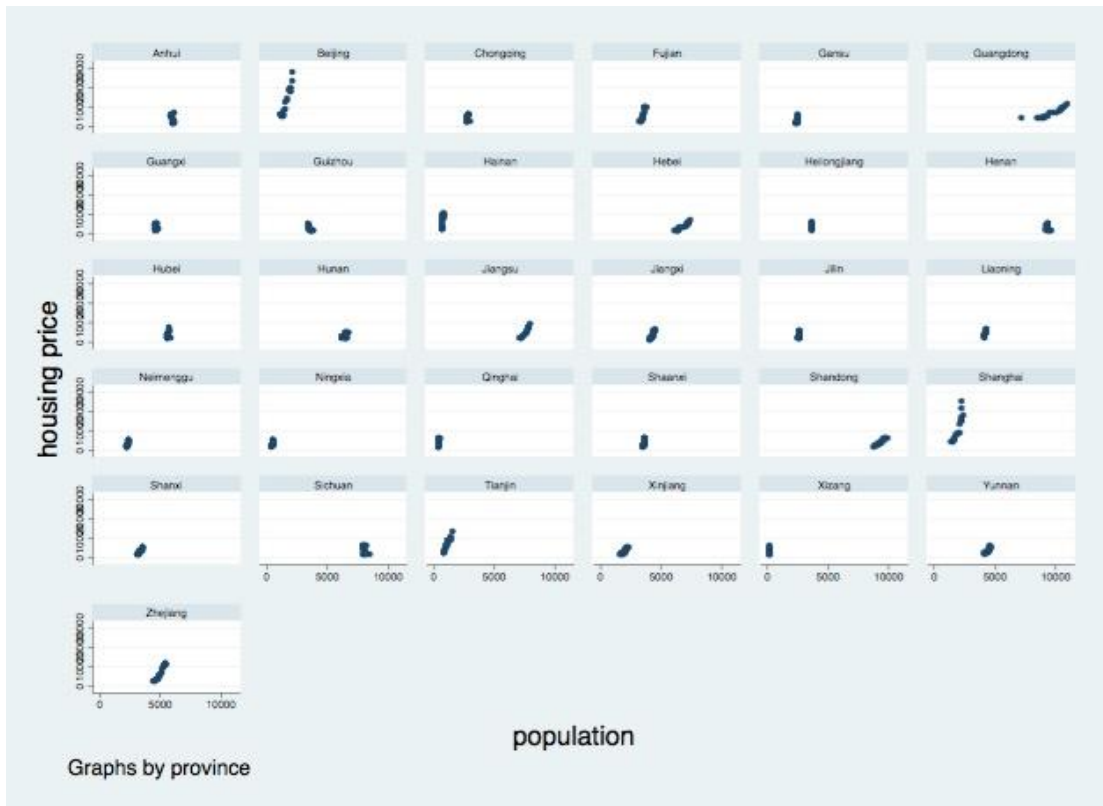 Anhui Beijing Chongqing Fujian Gansu Guangdong
Guangxi Guizhou Hainan Hebei Heilongjiang Henan
Hubei Hunan Jiangsu Jiangxi Jilin Liaoning
Neimenggu Ningxia Qinghai Shaanxi Shandong Shanghai
Shanxi Sichuan Tianjin Xinjiang Xizang Yunnan
0 5000 10000 0 5000 10000 0 5000 10000 0 5000 10000 0 5000 10000
Zhejiang
0 5000 10000
housing price
population
Graphs by province